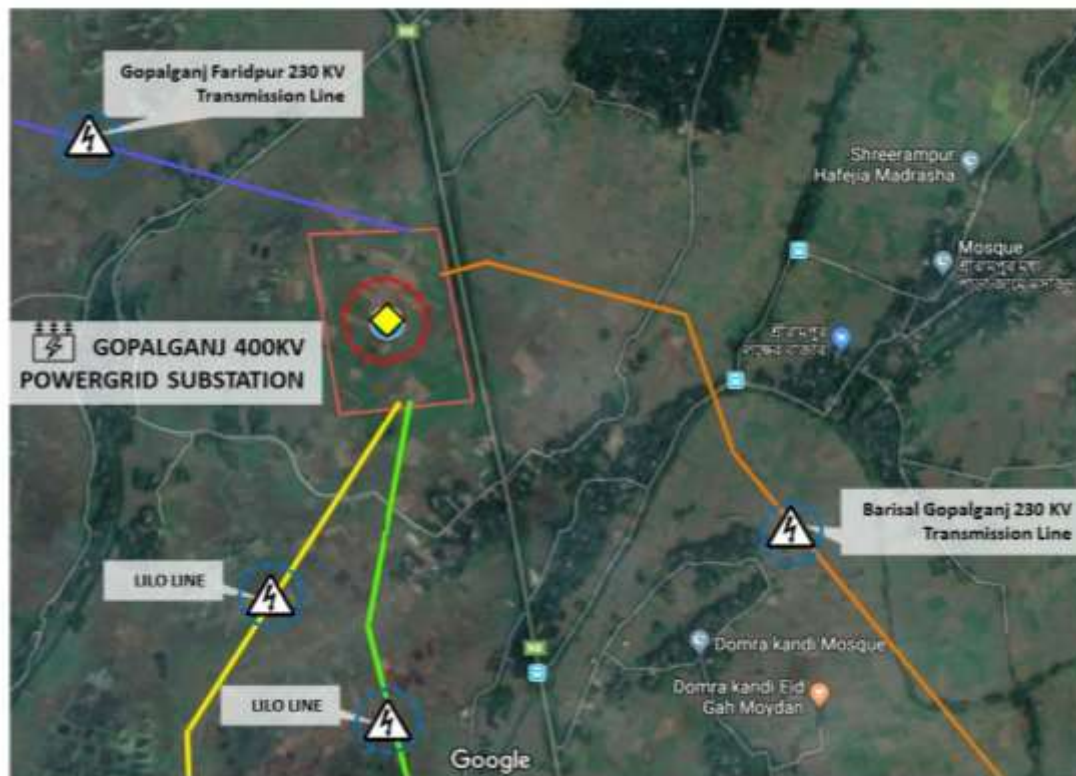 Gopalganj Faridpur 230 KV
Transmission Line
Shreerampur
Hafejia Madrasha
Mosque
GOPALGANJ 400KV
POWERGRID SUBSTATION
Barisal Gopalganj 230 KV
Transmission Line
LILO LINE
Domra kandi Mosque
Domra kandi Eid
Gah Moydan
LILO LINE
Google